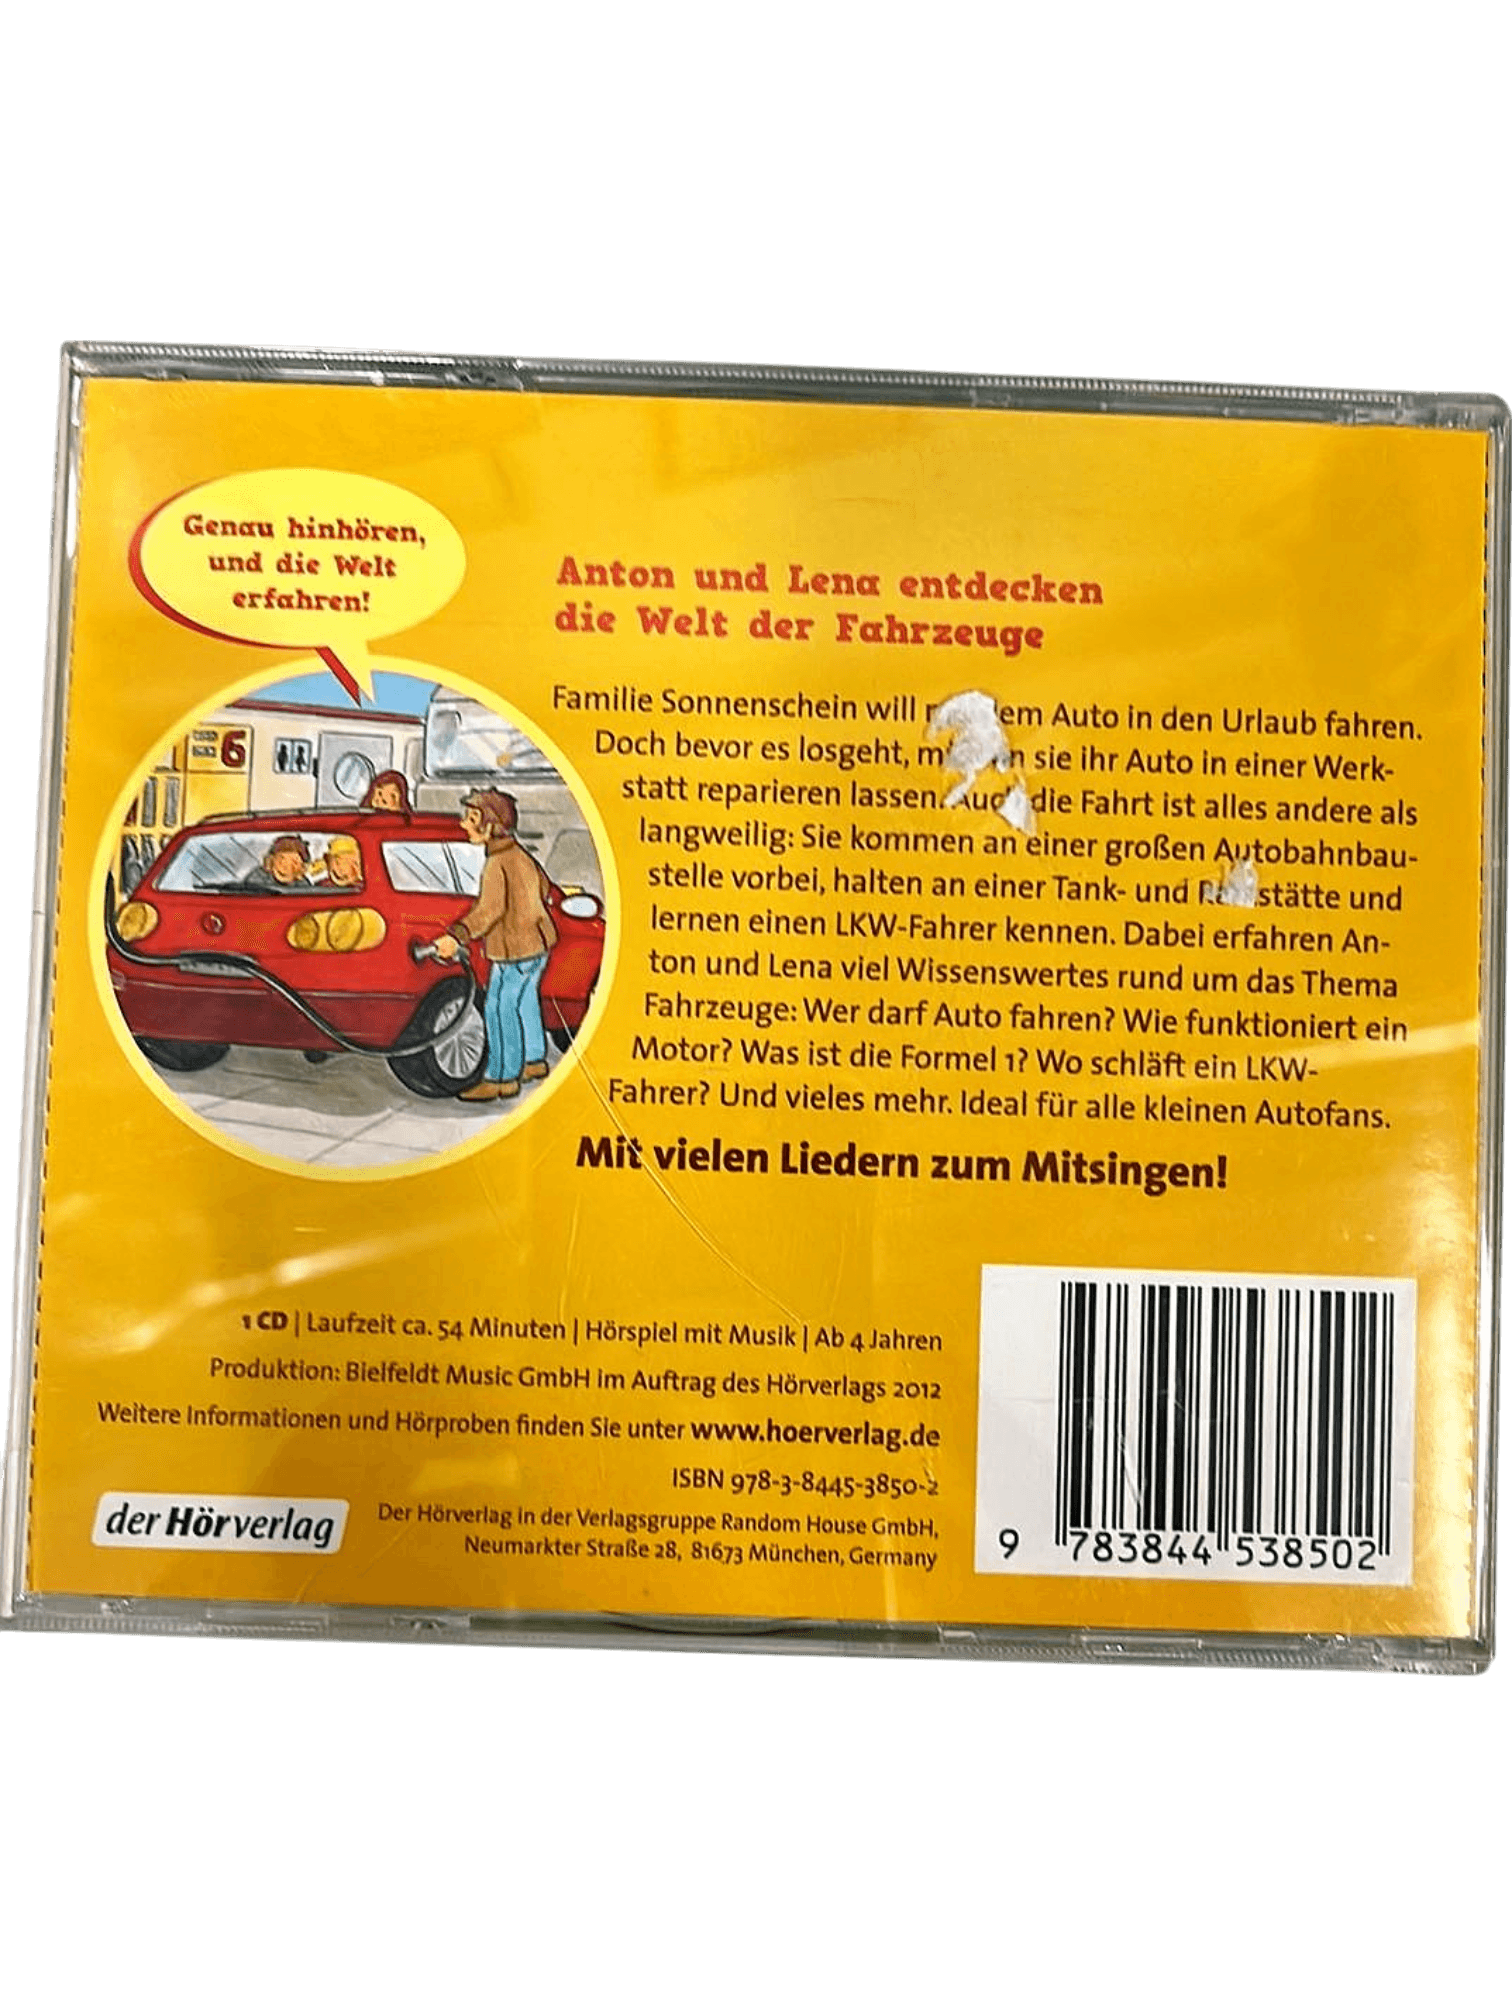 Genau hinhören,
und die Welt
erfahren!
6
Anton und Lena entdecken
die Welt der Fahrzeuge
Familie Sonnenschein will dem Auto in den Urlaub fahren.
Doch bevor es losgeht, sie ihr Auto in einer Werk-
statt reparieren lassen. Auch die Fahrt ist alles andere als
langweilig: Sie kommen an einer großen Autobahnbau-
stelle vorbei, halten an einer Tank- und Raststätte und
lernen einen LKW-Fahrer kennen. Dabei erfahren An-
ton und Lena viel Wissenswertes rund um das Thema
Fahrzeuge: Wer darf Auto fahren? Wie funktioniert ein
Motor? Was ist die Formel 1? Wo schläft ein LKW-
Fahrer? Und vieles mehr. Ideal für alle kleinen Autofans.
Mit vielen Liedern zum Mitsingen!
1 CD | Laufzeit ca. 54 Minuten | Hörspiel mit Musik | Ab 4 Jahren
Produktion: Bielfeldt Music GmbH im Auftrag des Hörverlags 2012
Weitere Informationen und Hörproben finden Sie unter www.hoerverlag.de
ISBN 978-3-8445-3850-2
der Hörverlag
Der Hörverlag in der Verlagsgruppe Random House GmbH,
Neumarkter Straße 28, 81673 München, Germany
9 783844 538502